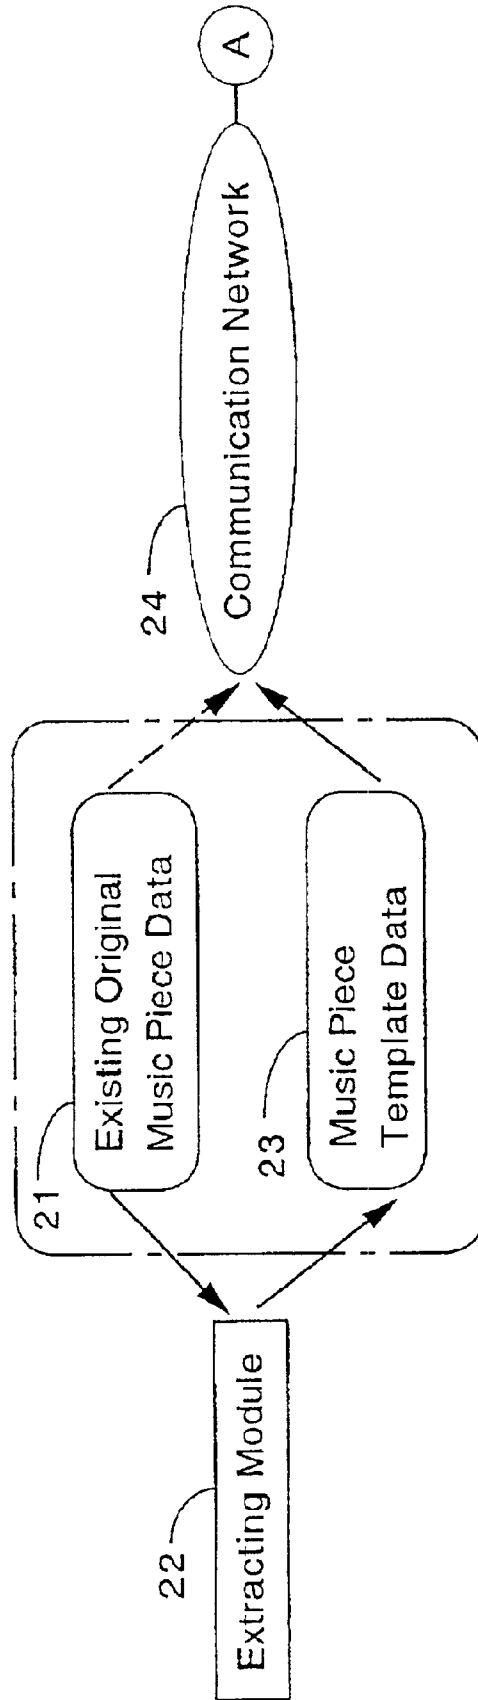 22
Extracting Module
21
Existing Original
Music Piece Data
23
Music Piece
Template Data
24
Communication Network
A